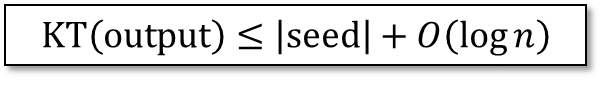 KT(output) ≤ |seed| + O(log n)